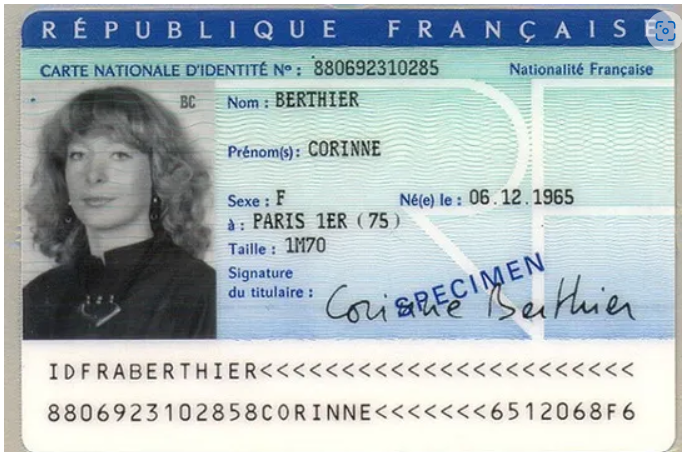 RÉPUBLIQUE FRANÇAISE
CARTE NATIONALE D'IDENTITÉ Nº : 880692310285 Nationalité Française
BC
Nom : BERTHIER
Prénom(s): CORINNE
Sexe : F Né(e) le : 06.12.1965
à : PARIS 1ER (75)
Taille : 1M70
Signature
du titulaire : Corinne Berthier
SPECIMEN
IDFRABERTHIER<<<<<<<<<<<<<<<<<<<<<<<
8806923102858CORINNE<<<<<<<6512068F6